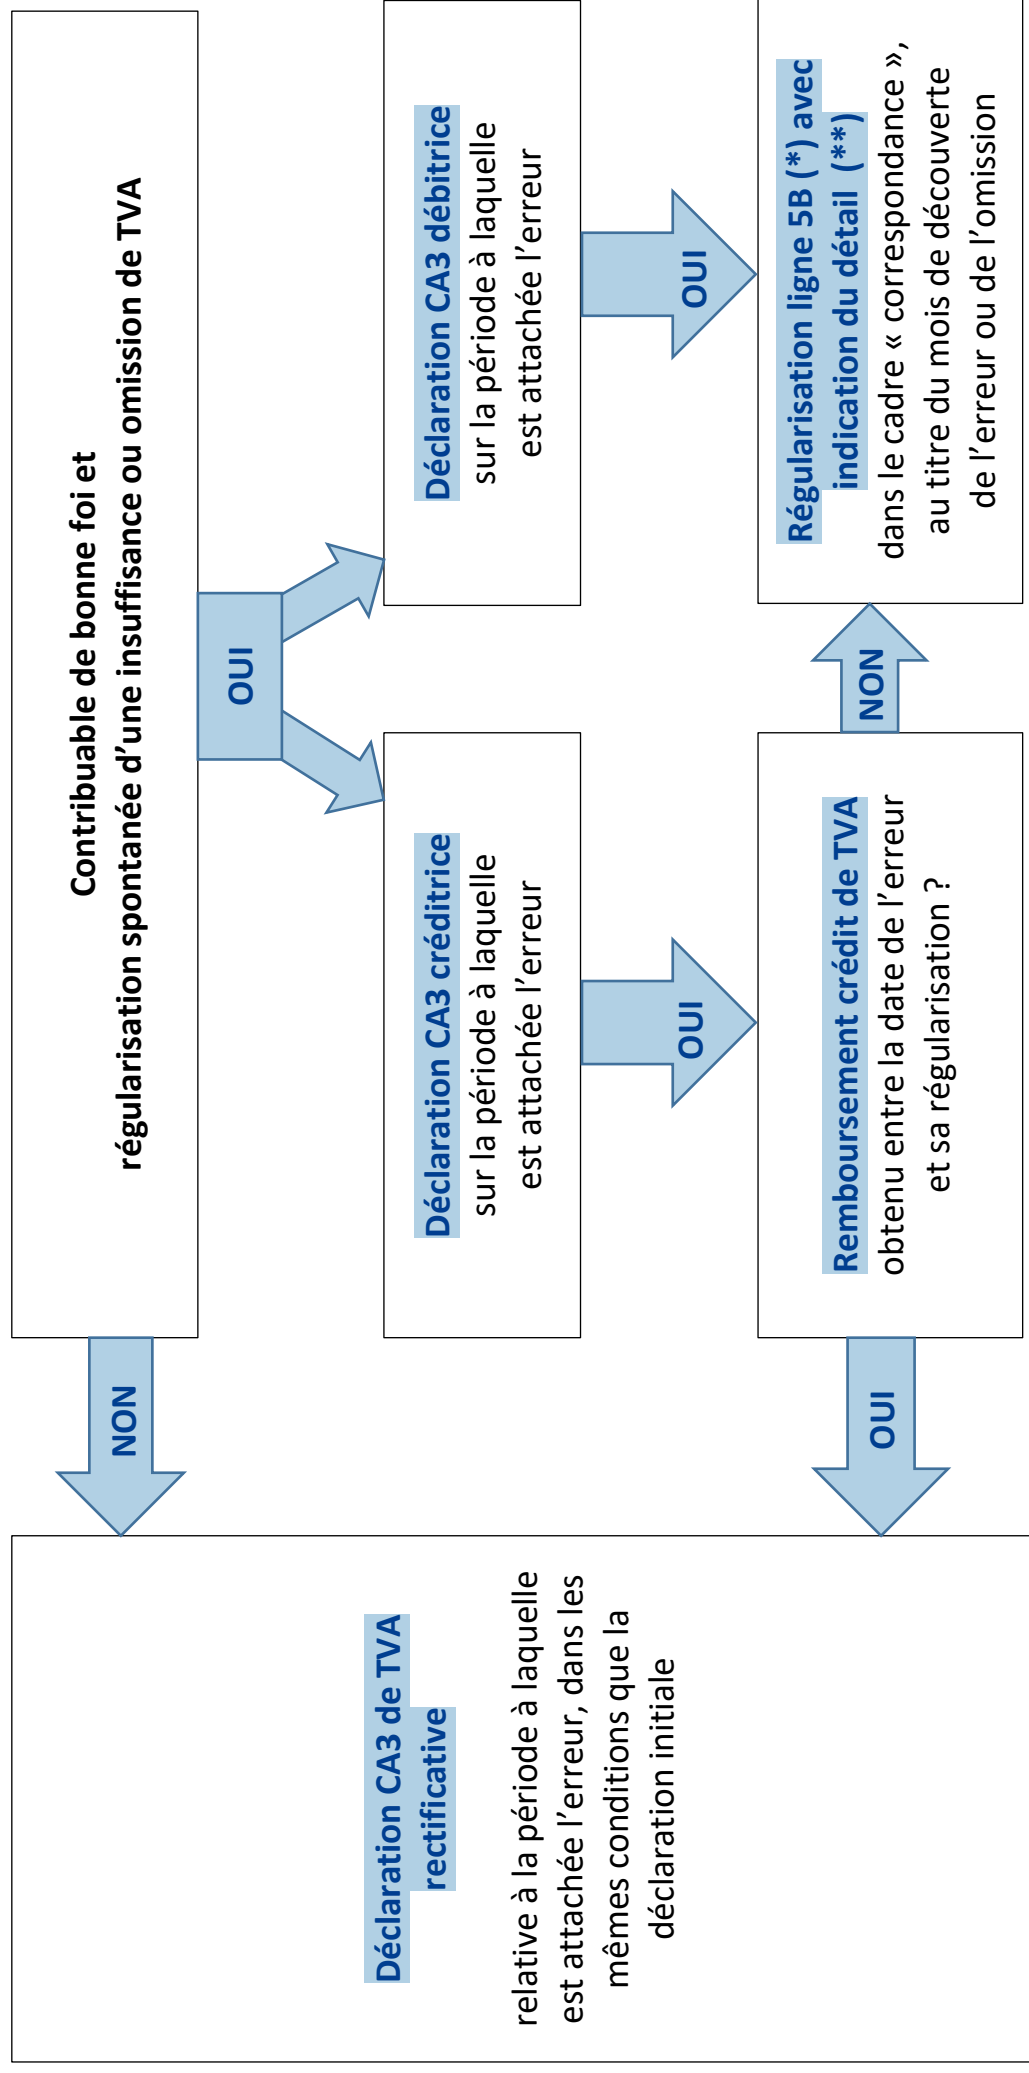 Contribuable de bonne foi et
régularisation spontanée d'une insuffisance ou omission de TVA
NON
OUI
Déclaration CA3 de TVA
rectificative
relative à la période à laquelle
est attachée l'erreur, dans les
mêmes conditions que la
déclaration initiale
Déclaration CA3 créditrice
sur la période à laquelle
est attachée l'erreur
Déclaration CA3 débitrice
sur la période à laquelle
est attachée l'erreur
OUI
OUI
OUI
Remboursement crédit de TVA
obtenu entre la date de l'erreur
et sa régularisation ?
NON
Régularisation ligne 5B (*) avec
indication du détail (**)
dans le cadre « correspondance »,
au titre du mois de découverte
de l'erreur ou de l'omission